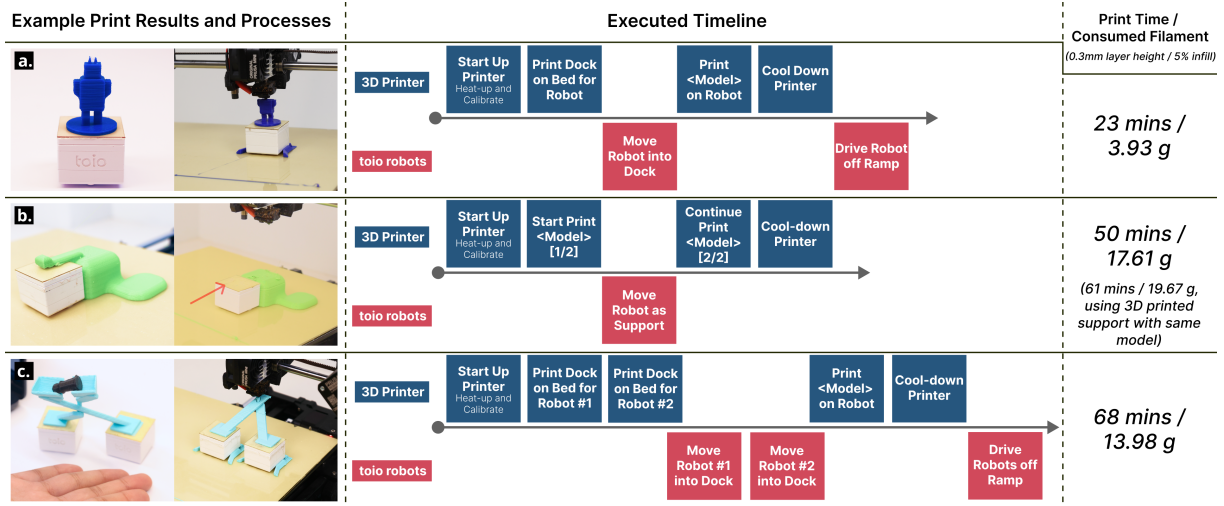 Example Print Results and Processes
Executed Timeline
Print Time /
Consumed Filament
(0.3mm layer height / 5% infill)
a.
toio
3D Printer
Start Up
Printer
Heat-up and
Calibrate
Print Dock
on Bed for
Robot
Print
<Model>
on Robot
Cool Down
Printer
toio robots
Move
Robot into
Dock
Drive Robot
off Ramp
23 mins /
3.93 g
b.
3D Printer
Start Up
Printer
Heat-up and
Calibrate
Start Print
<Model>
[1/2]
Continue
Print
<Model>
[2/2]
Cool-down
Printer
toio robots
Move
Robot as
Support
50 mins /
17.61 g
(61 mins / 19.67 g,
using 3D printed
support with same
model)
c.
3D Printer
Start Up
Printer
Heat-up and
Calibrate
Print Dock
on Bed for
Robot #1
Print Dock
on Bed for
Robot #2
Print
<Model>
on Robot
Cool-down
Printer
toio robots
Move
Robot #1
into Dock
Move
Robot #2
into Dock
Drive
Robots off
Ramp
68 mins /
13.98 g